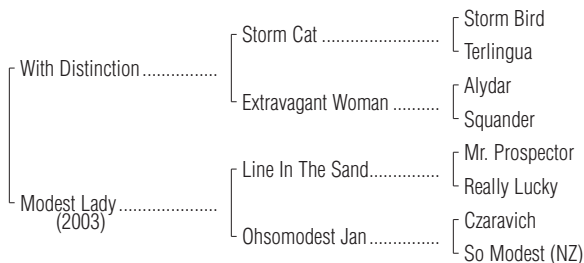 Storm Bird
Storm Cat ........................
Terlingua
With Distinction ...............
Alydar
Extravagant Woman ..........
Squander
Mr. Prospector
Line In The Sand ..............
Really Lucky
Modest Lady ....................
(2003)
Czaravich
Ohsomodest Jan ..............
So Modest (NZ)